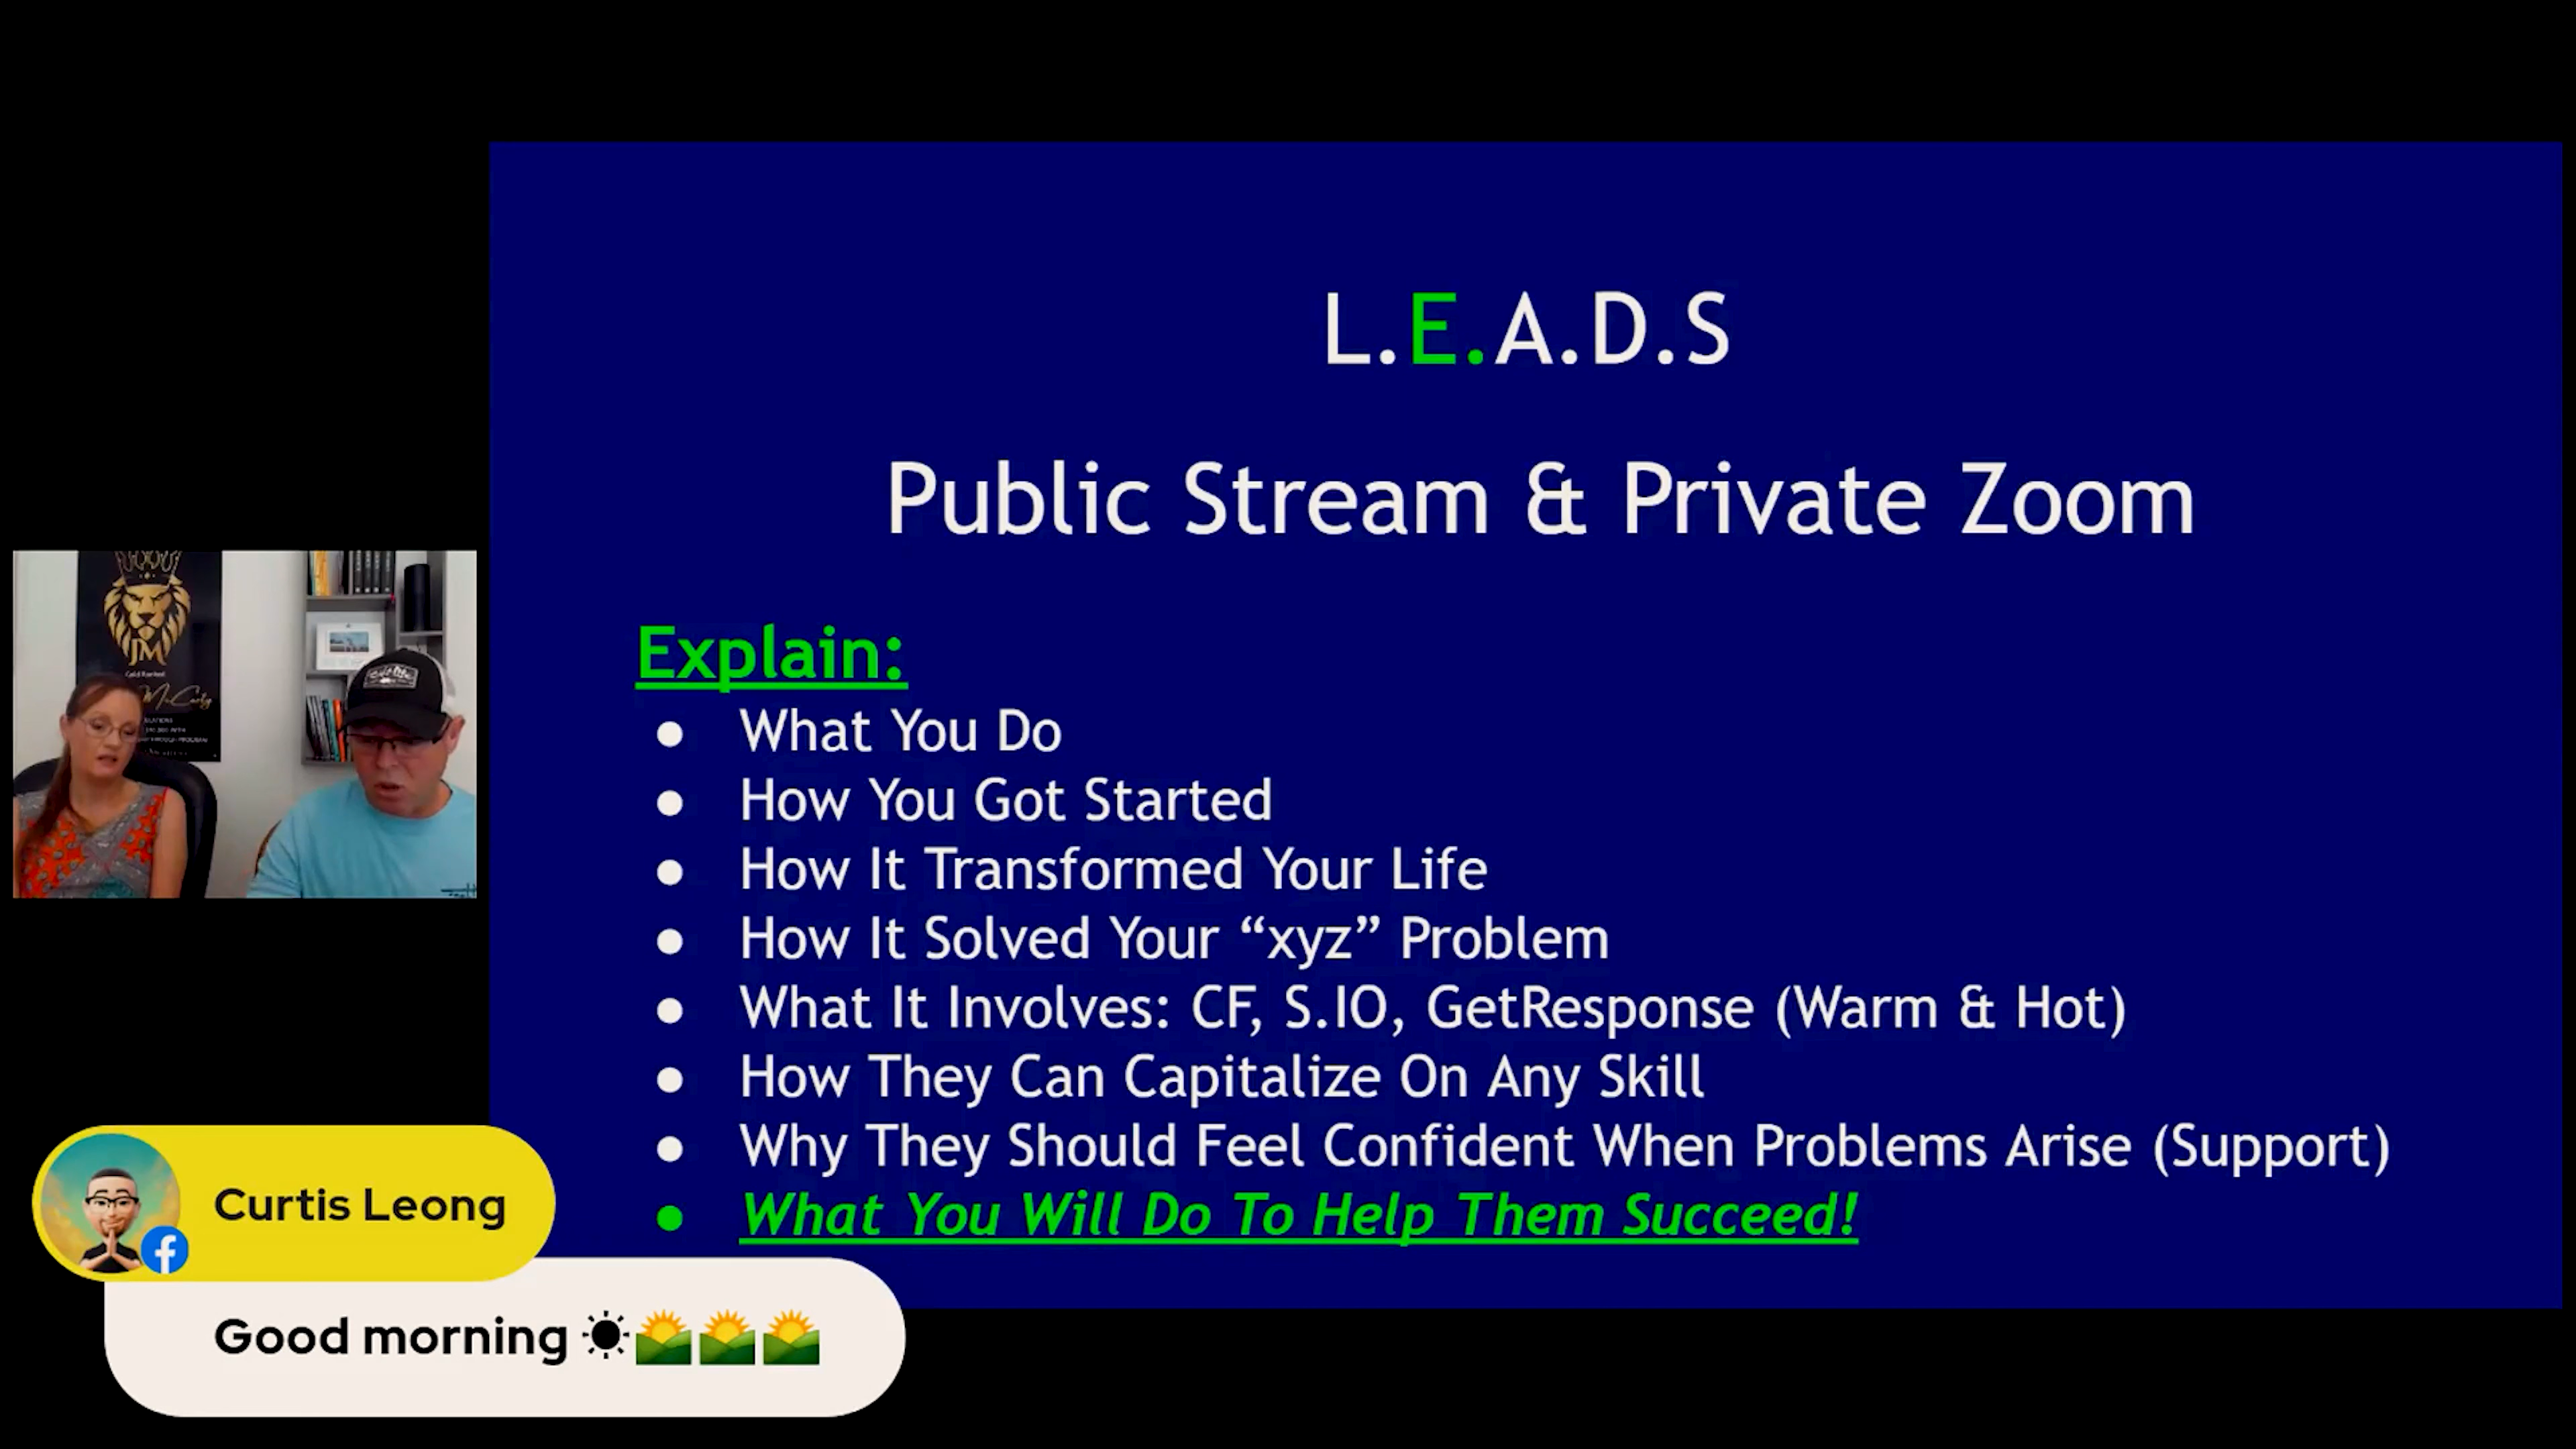 L.E.A.D.S
Public Stream & Private Zoom
Explain:
● What You Do
● How You Got Started
● How It Transformed Your Life
● How It Solved Your “xyz” Problem
● What It Involves: CF, S.IO, GetResponse (Warm & Hot)
● How They Can Capitalize On Any Skill
● Why They Should Feel Confident When Problems Arise (Support)
● What You Will Do To Help Them Succeed!
JM
McCarty
Curtis Leong
Good morning ☀🌄🌄🌄